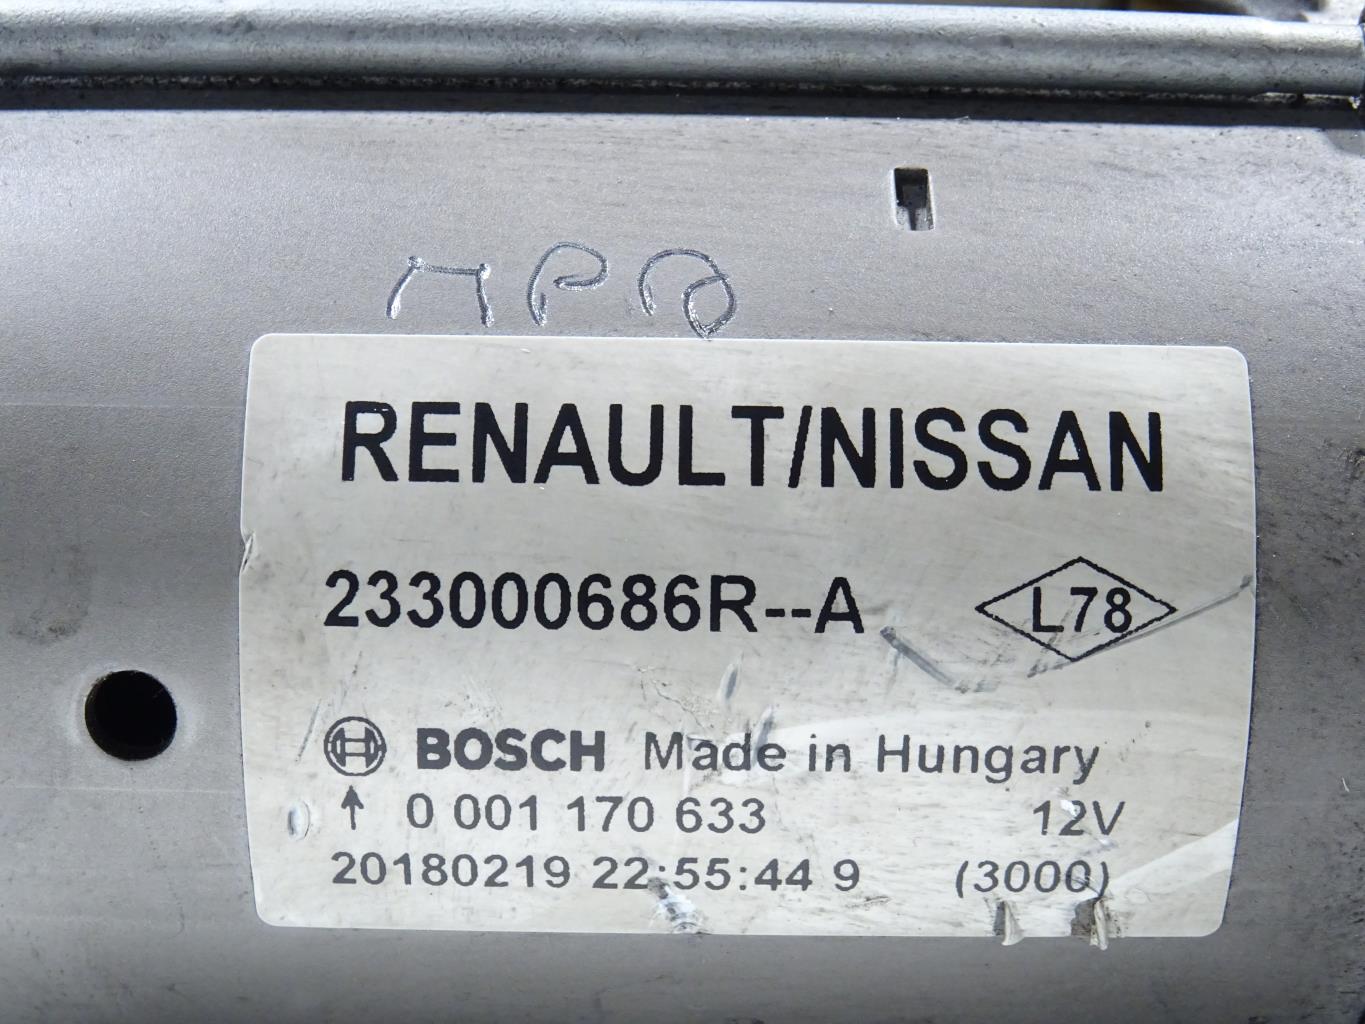 RENAULT/NISSAN
233000686R--A
L78
BOSCH Made in Hungary
0 001 170 633 12V
20180219 22:55:44 9 (3000)